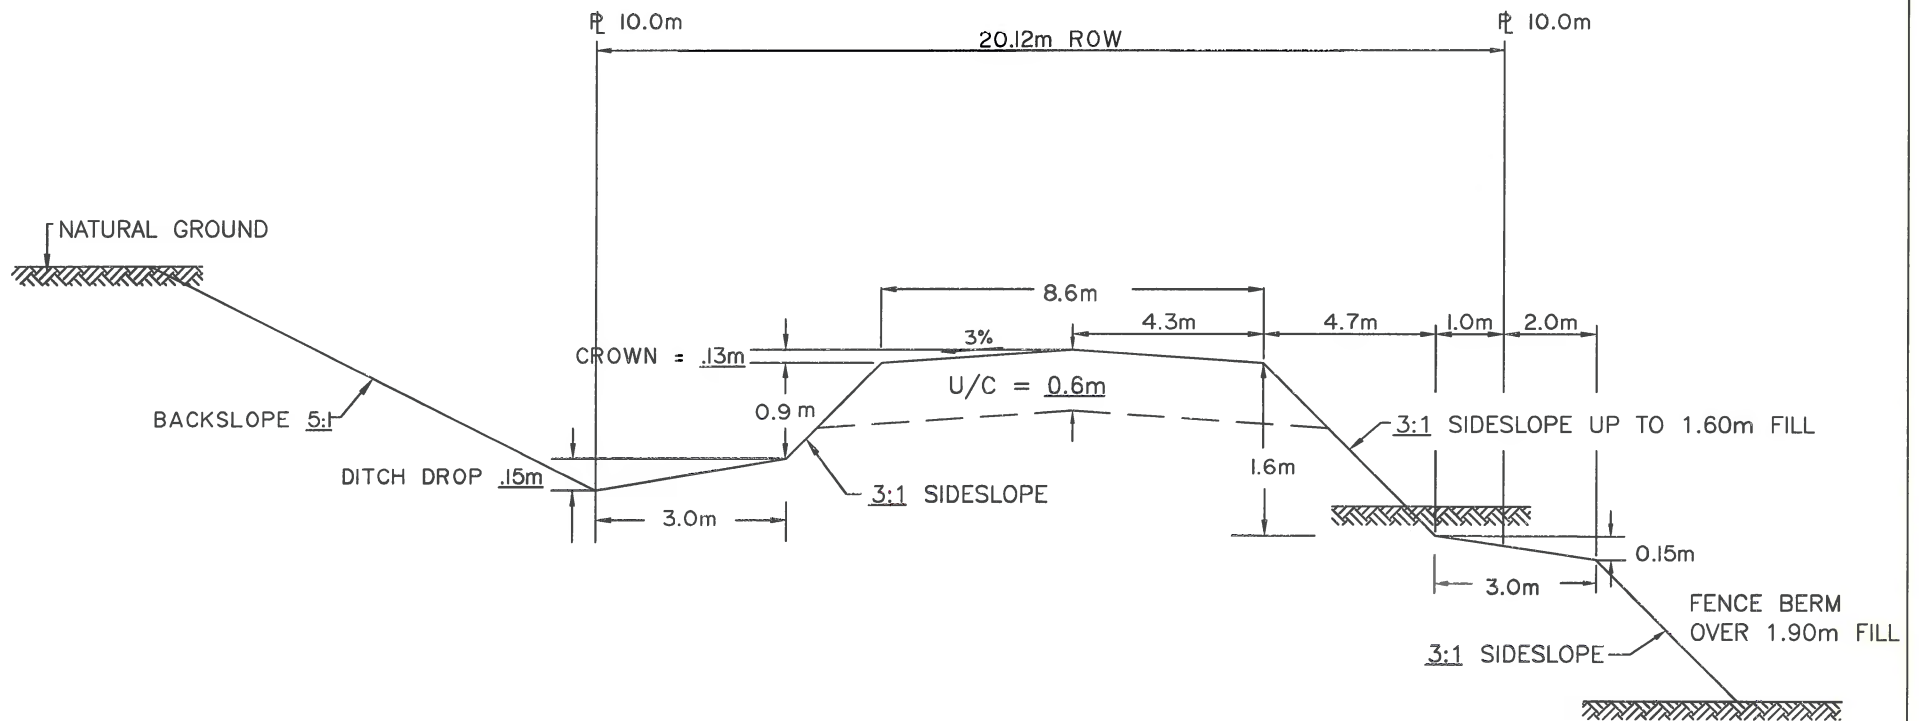 ℄ 10.0m
20.12m ROW
℄ 10.0m
NATURAL GROUND
8.6m
4.3m
4.7m
1.0m
2.0m
3%
CROWN = .13m
U/C = 0.6m
0.9 m
BACKSLOPE 5:1
3:1 SIDESLOPE UP TO 1.60m FILL
1.6m
DITCH DROP .15m
3:1 SIDESLOPE
3.0m
0.15m
3.0m
FENCE BERM
OVER 1.90m FILL
3:1 SIDESLOPE